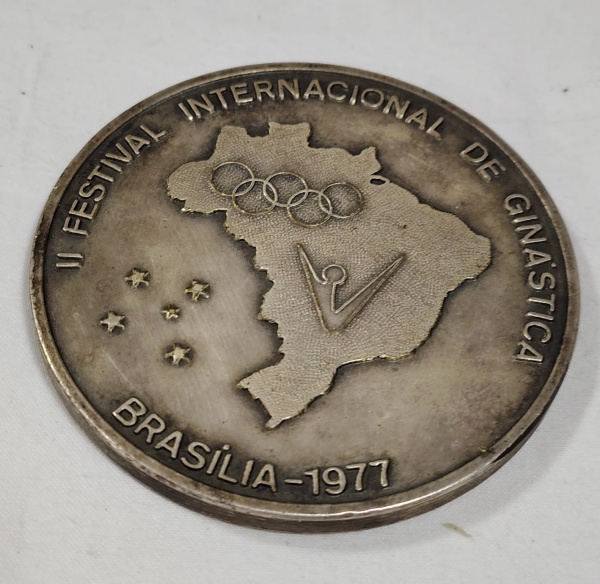 II FESTIVAL INTERNACIONAL DE GINÁSTICA
BRASÍLIA - 1977